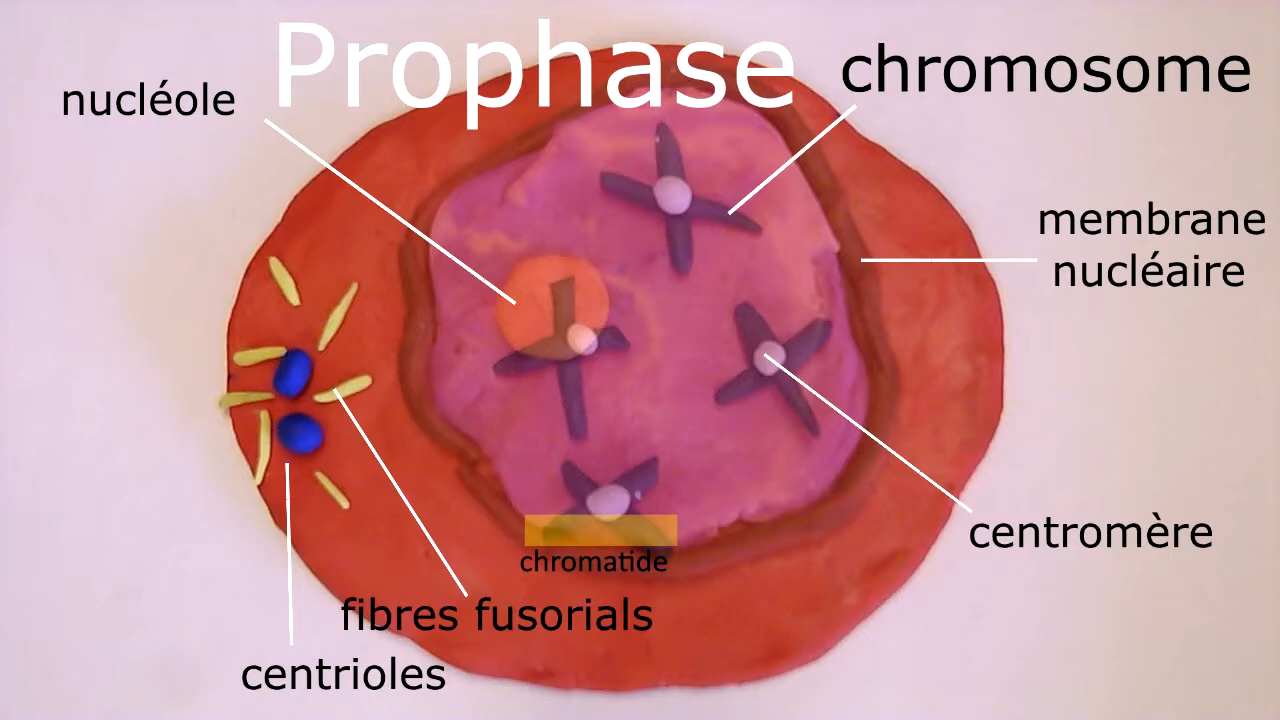 Prophase
nucléole
chromosome
membrane
nucléaire
centromère
chromatide
fibres fusorials
centrioles